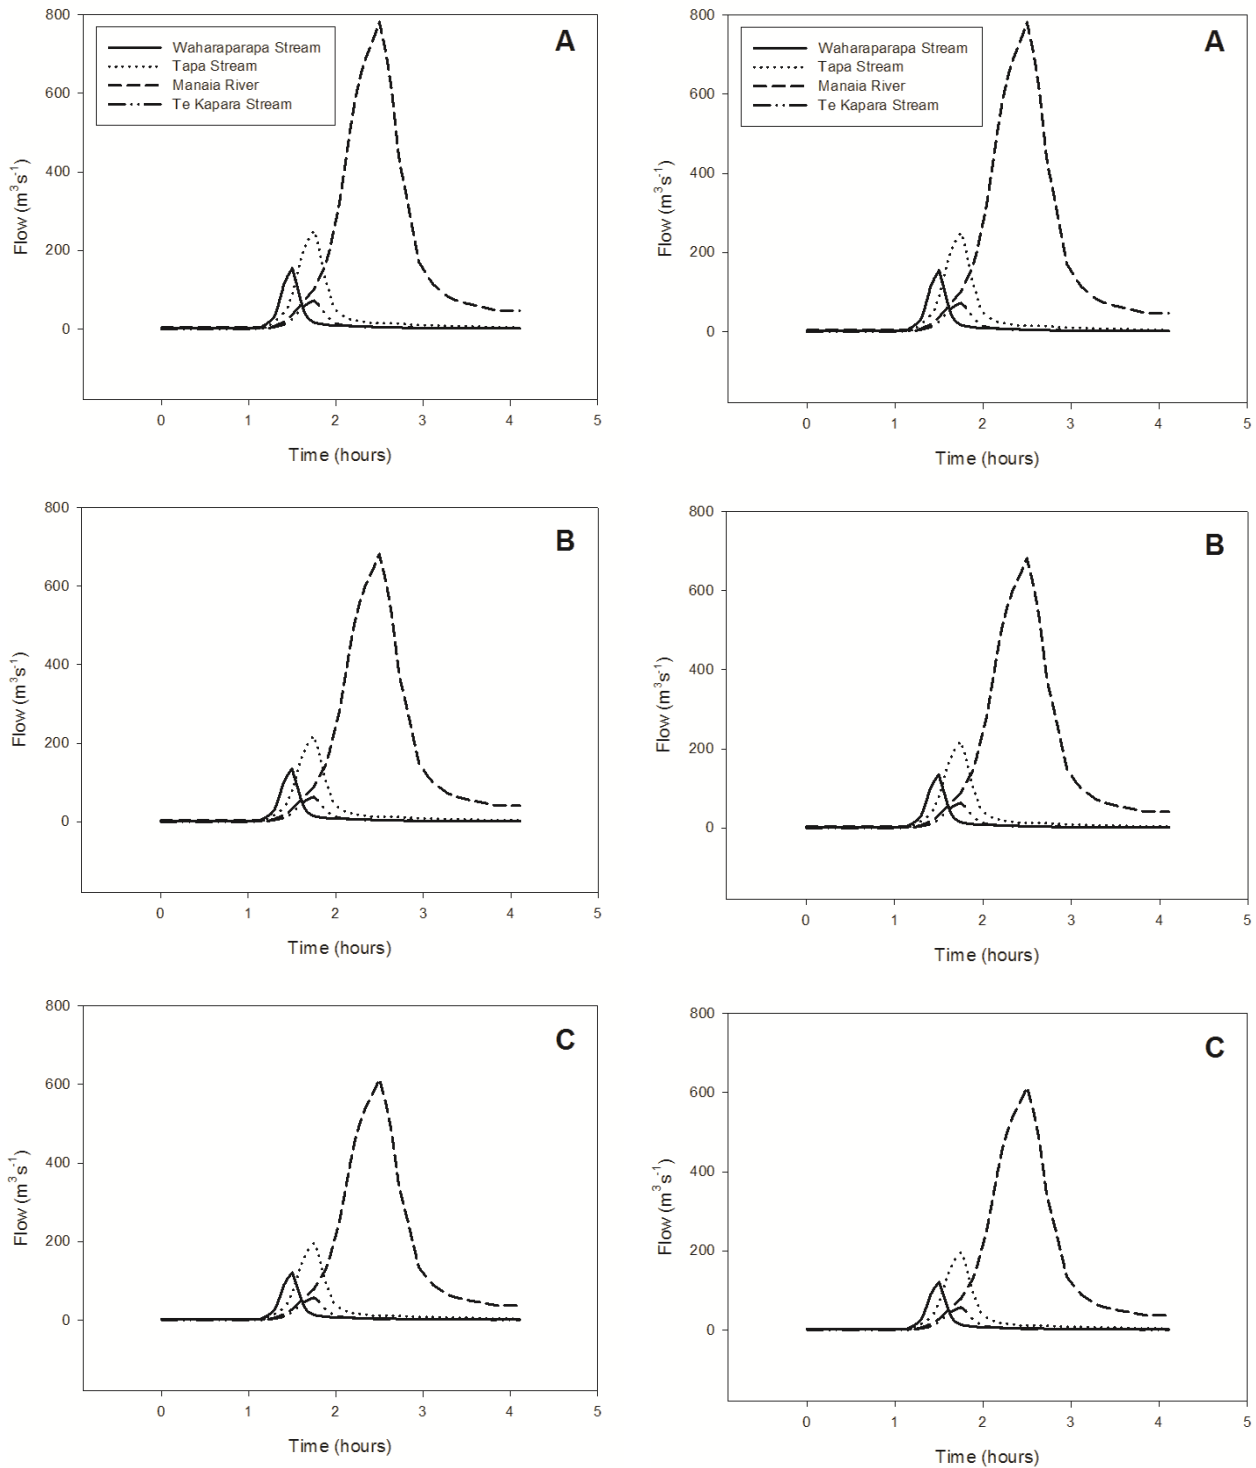 800
600
400
200
0
Flow (m³s⁻¹)
A
Waharaparapa Stream
Tapa Stream
Manaia River
Te Kapara Stream
0 1 2 3 4 5
Time (hours)
800
600
400
200
0
Flow (m³s⁻¹)
A
Waharaparapa Stream
Tapa Stream
Manaia River
Te Kapara Stream
0 1 2 3 4 5
Time (hours)
800
600
400
200
0
Flow (m³s⁻¹)
B
0 1 2 3 4 5
Time (hours)
800
600
400
200
0
Flow (m³s⁻¹)
B
0 1 2 3 4 5
Time (hours)
800
600
400
200
0
Flow (m³s⁻¹)
C
0 1 2 3 4 5
Time (hours)
800
600
400
200
0
Flow (m³s⁻¹)
C
0 1 2 3 4 5
Time (hours)